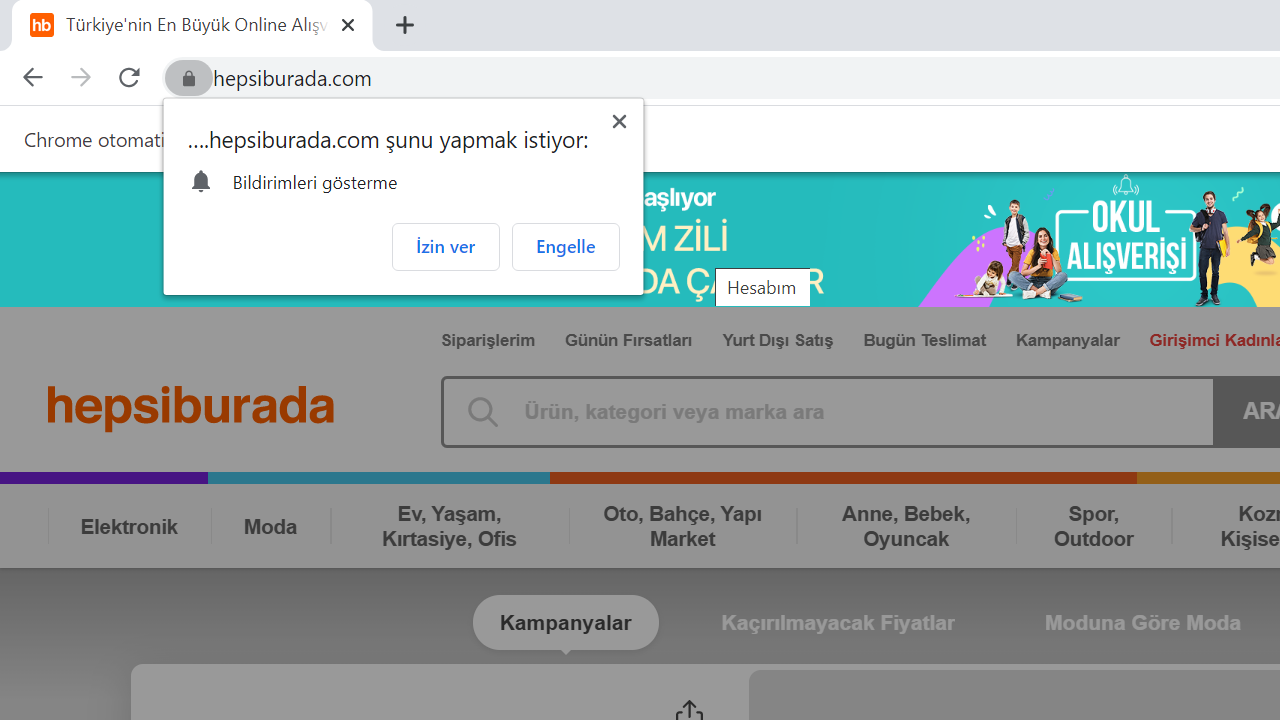 hb Türkiye'nin En Büyük Online Alışv
hepsiburada.com
Chrome otomati
....hepsiburada.com şunu yapmak istiyor:
Bildirimleri gösterme
İzin ver Engelle
aşlıyor
M ZİLİ
DA ÇA
R
OKUL
ALIŞVERİŞİ
Hesabım
Siparişlerim Günün Fırsatları Yurt Dışı Satış Bugün Teslimat Kampanyalar Girişimci Kadınla
hepsiburada
Ürün, kategori veya marka ara
ARA
Elektronik
Moda
Ev, Yaşam,
Kırtasiye, Ofis
Oto, Bahçe, Yapı
Market
Anne, Bebek,
Oyuncak
Spor,
Outdoor
Kozm
Kişise
Kampanyalar Kaçırılmayacak Fiyatlar Moduna Göre Moda